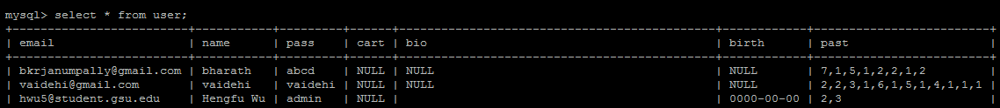 mysql> select * from user;
+-------------------------+-----------+---------+------+---------------------------------------------+------------+-------------------------+
| email | name | pass | cart | bio | birth | past |
+-------------------------+-----------+---------+------+---------------------------------------------+------------+-------------------------+
| bkrjanumpally@gmail.com | bharath | abcd | NULL | NULL | NULL | 7,1,5,1,2,2,1,2 |
| vaidehi@gmail.com | vaidehi | vaidehi | NULL | NULL | NULL | 2,2,3,1,6,1,5,1,4,1,1,1 |
| hwu5@student.gsu.edu | Hengfu Wu | admin | NULL | | 0000-00-00 | 2,3 |